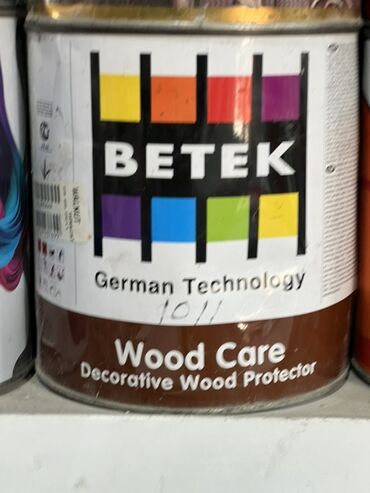 BETEK
German Technology
1011
Wood Care
Decorative Wood Protector